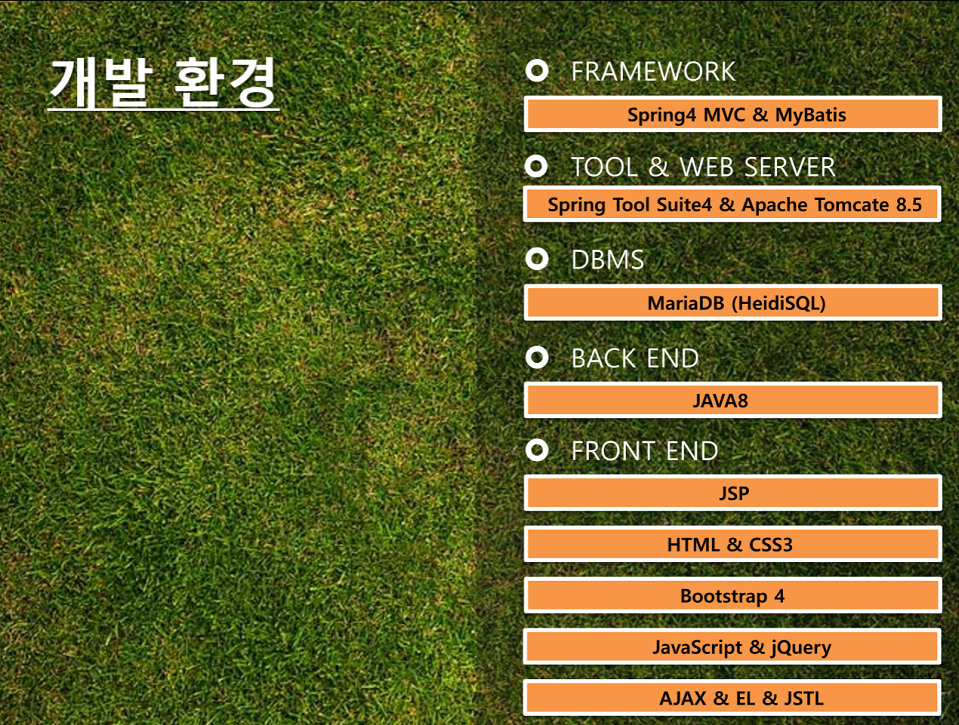 개발 환경
FRAMEWORK
Spring4 MVC & MyBatis
TOOL & WEB SERVER
Spring Tool Suite4 & Apache Tomcate 8.5
DBMS
MariaDB (HeidiSQL)
BACK END
JAVA8
FRONT END
JSP
HTML & CSS3
Bootstrap 4
JavaScript & jQuery
AJAX & EL & JSTL